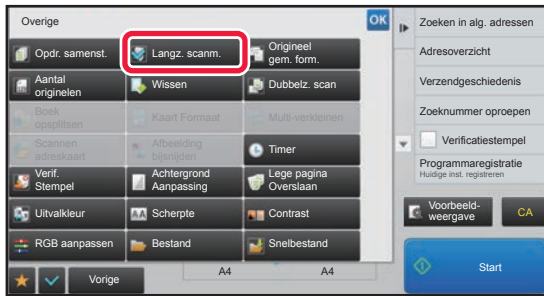 Overige
OK
Opdr. samenst.
Langz. scanm.
Origineel
gem. form.
Aantal
originelen
Wissen
Dubbelz. scan
Boek
opsplitsen
Kaart Formaat
Multi-verkleinen
Scannen
adreskaart
Afbeelding
bijsnijden
Timer
Verif.
Stempel
Achtergrond
Aanpassing
Lege pagina
Overslaan
Uitvalkleur
Scherpte
Contrast
RGB aanpassen
Bestand
Snelbestand
Vorige
A4
A4
Zoeken in alg. adressen
Adresoverzicht
Verzendgeschiedenis
Zoeknummer oproepen
Verificatiestempel
Programmaregistratie
Huidige inst. registreren
Voorbeeld-
weergave
CA
Start